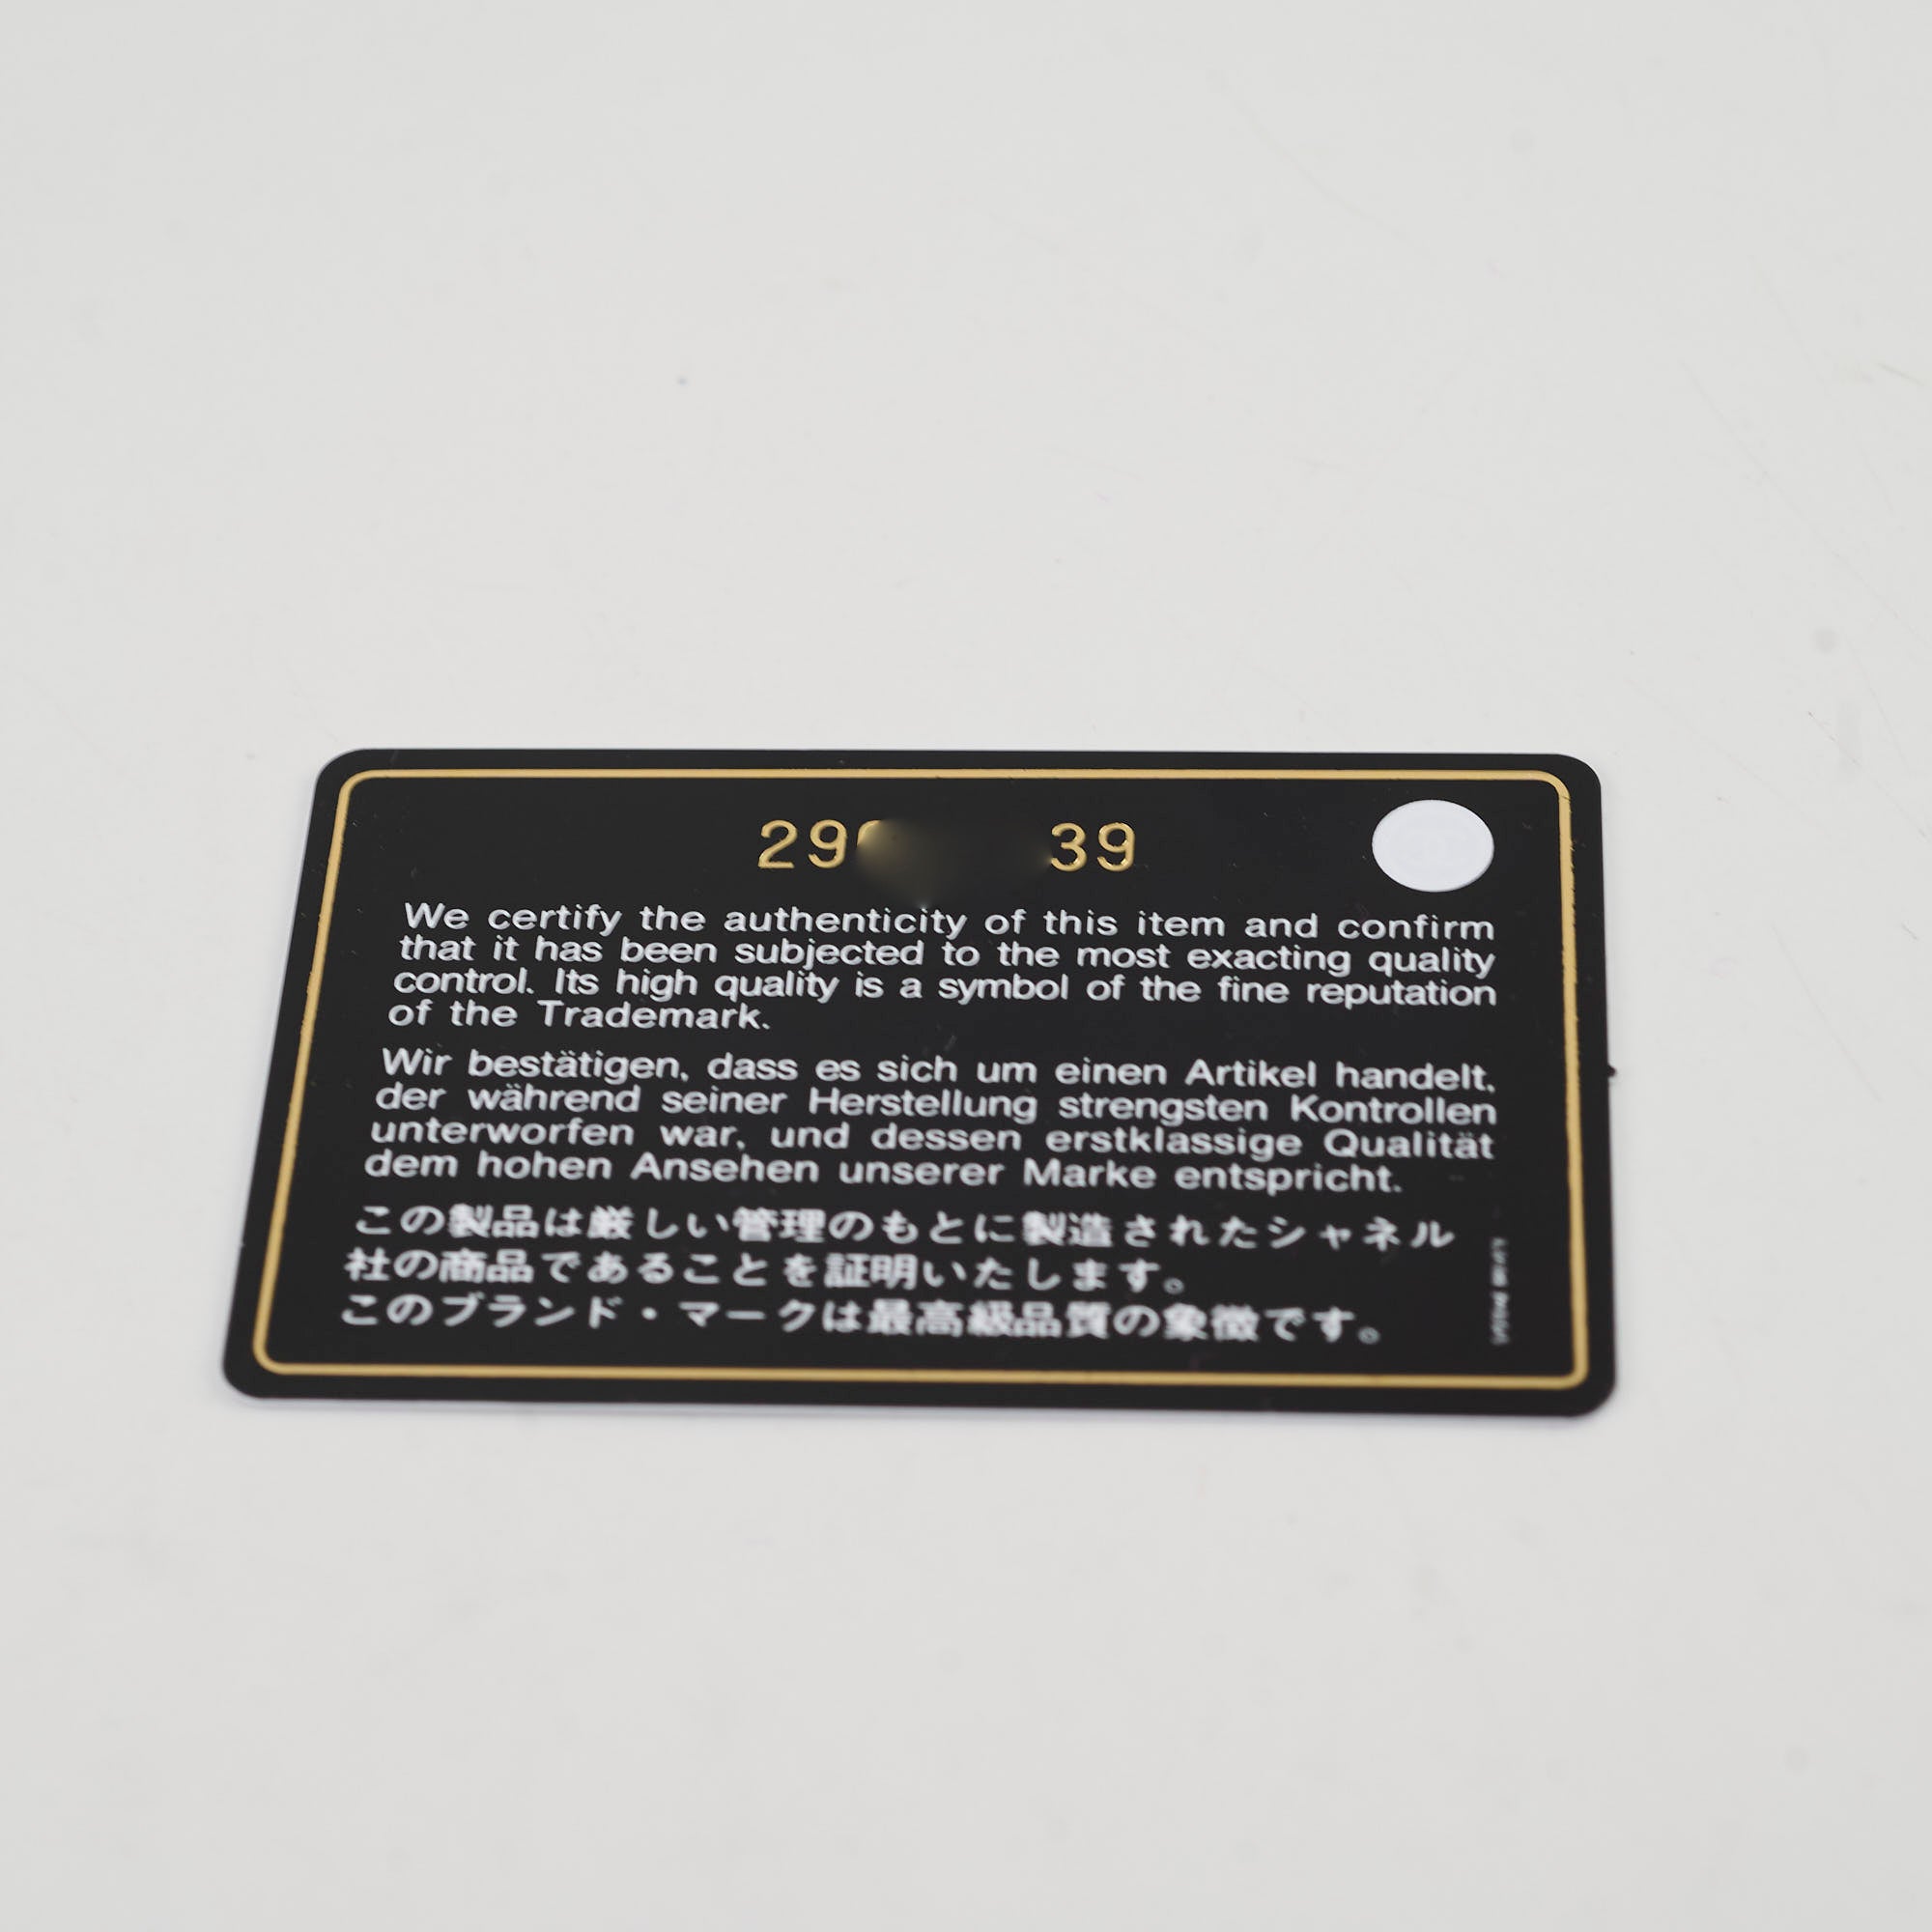 29 39
We certify the authenticity of this item and confirm
that it has been subjected to the most exacting quality
control. Its high quality is a symbol of the fine reputation
of the Trademark.
Wir bestätigen, dass es sich um einen Artikel handelt,
der während seiner Herstellung strengsten Kontrollen
unterworfen war, und dessen erstklassige Qualität
dem hohen Ansehen unserer Marke entspricht.
この製品は厳しい管理のもとに製造されたシャネル
社の商品であることを証明いたします。
このブランド・マークは最高級品質の象徴です。